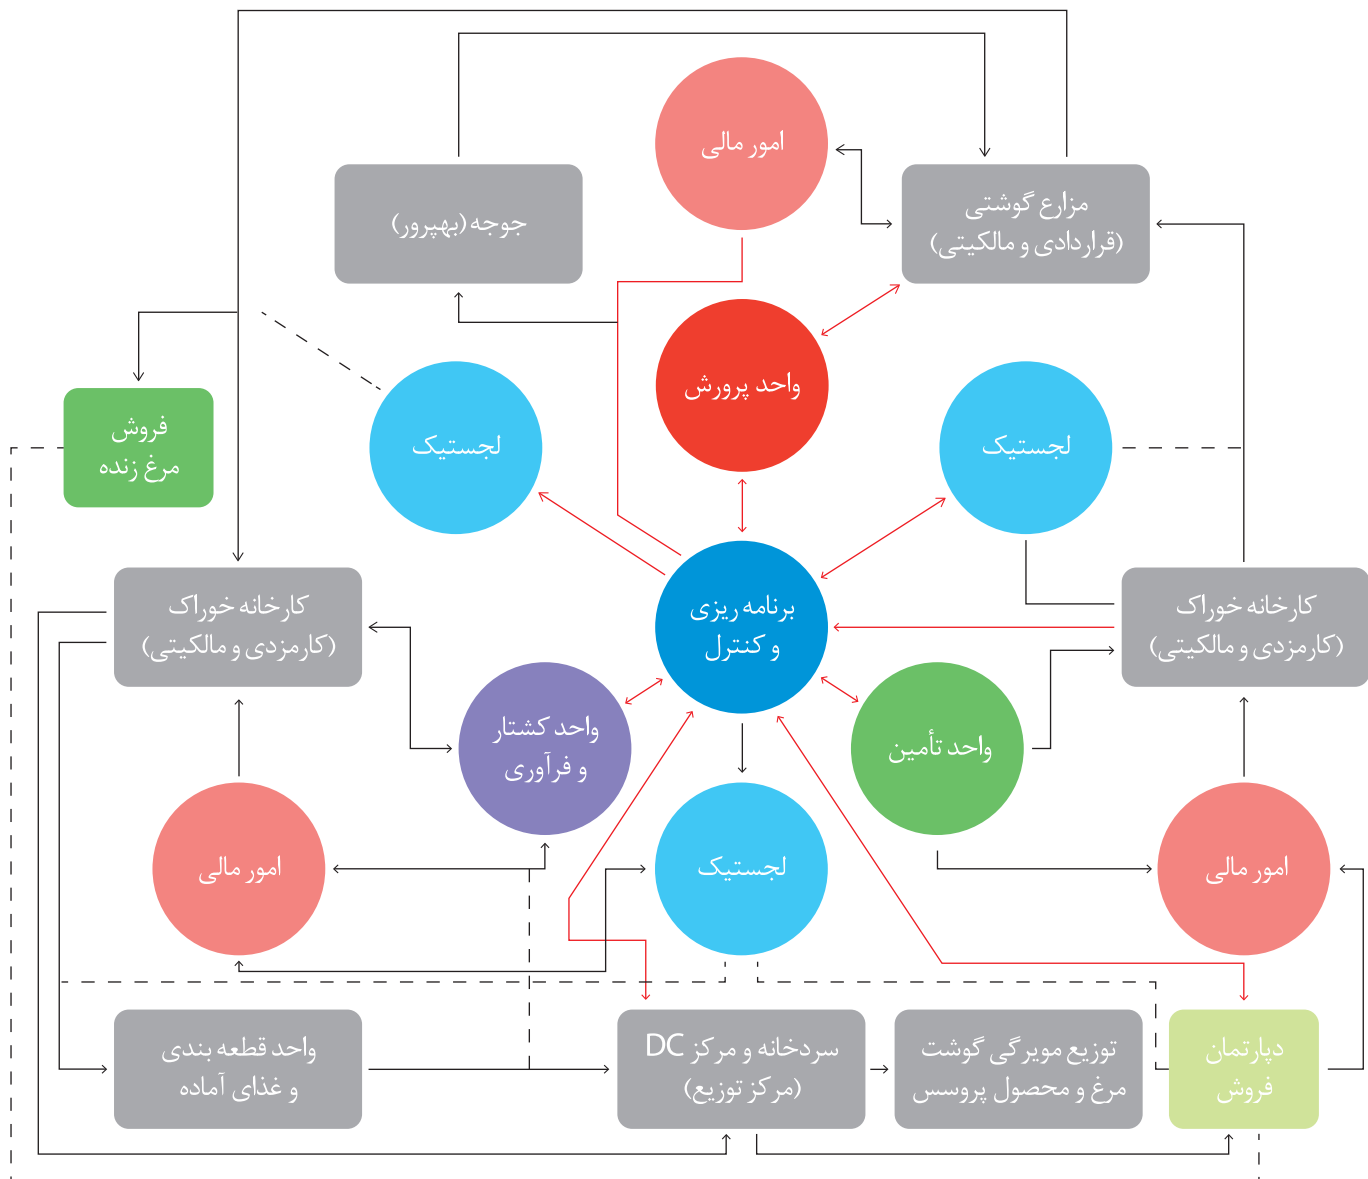 امور مالی
مزارع گوشتی
(قراردادی و مالکیتی)
جوجه (بهپرور)
واحد پرورش
فروش
مرغ زنده
لجستیک
لجستیک
برنامه ریزی
و کنترل
کارخانه خوراک
(کارمزدی و مالکیتی)
کارخانه خوراک
(کارمزدی و مالکیتی)
واحد تأمین
واحد کشتار
و فرآوری
امور مالی
لجستیک
امور مالی
دپارتمان
فروش
توزیع مویرگی گوشت
مرغ و محصول پروسس
سردخانه و مرکز DC
(مرکز توزیع)
واحد قطعه بندی
و غذای آماده